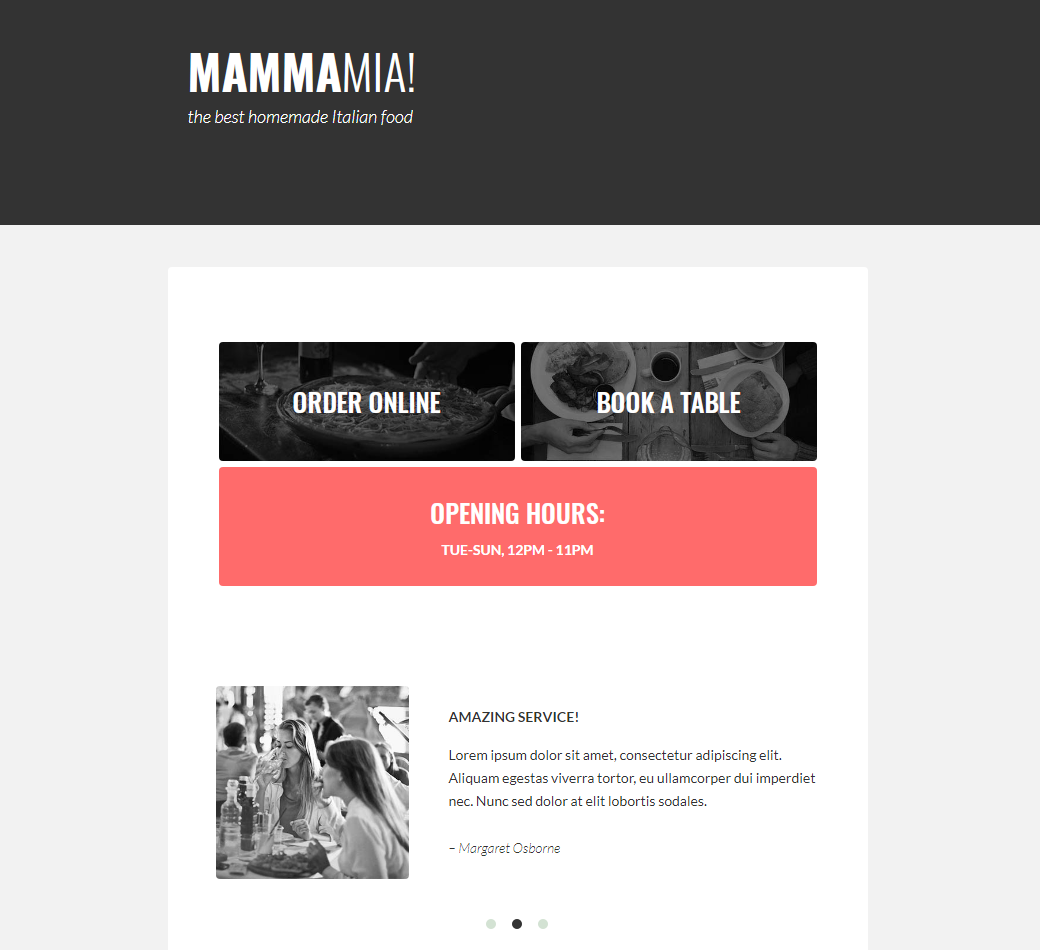 MAMMAMIA!
the best homemade Italian food
ORDER ONLINE
BOOK A TABLE
OPENING HOURS:
TUE-SUN, 12PM - 11PM
AMAZING SERVICE!
Lorem ipsum dolor sit amet, consectetur adipiscing elit.
Aliquam egestas viverra tortor, eu ullamcorper dui imperdiet
nec. Nunc sed dolor at elit lobortis sodales.
– Margaret Osborne